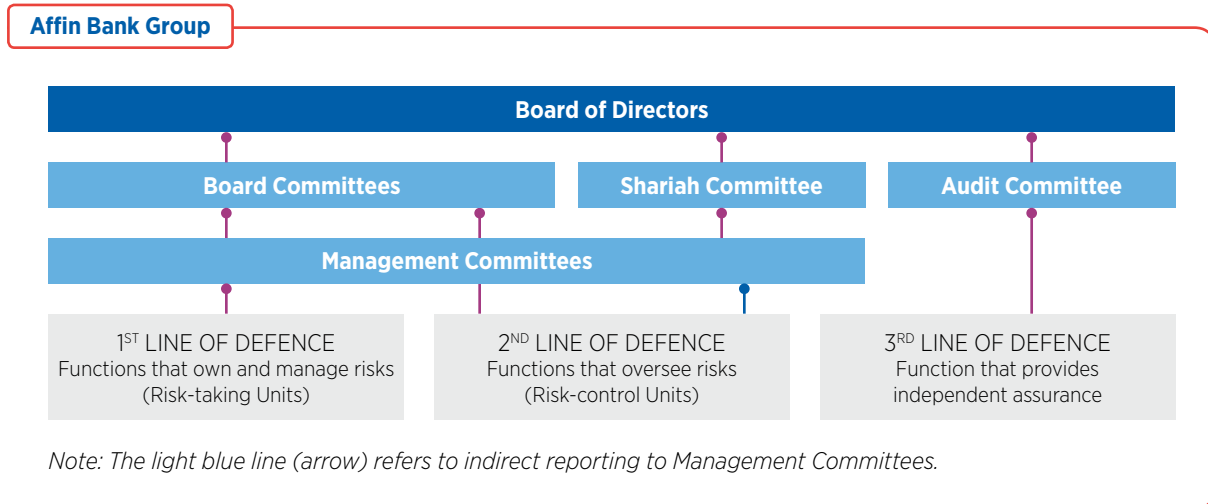 Affin Bank Group
Board of Directors
Board Committees
Shariah Committee
Audit Committee
Management Committees
1ST LINE OF DEFENCE
Functions that own and manage risks
(Risk-taking Units)
2ND LINE OF DEFENCE
Functions that oversee risks
(Risk-control Units)
3RD LINE OF DEFENCE
Function that provides
independent assurance
Note: The light blue line (arrow) refers to indirect reporting to Management Committees.